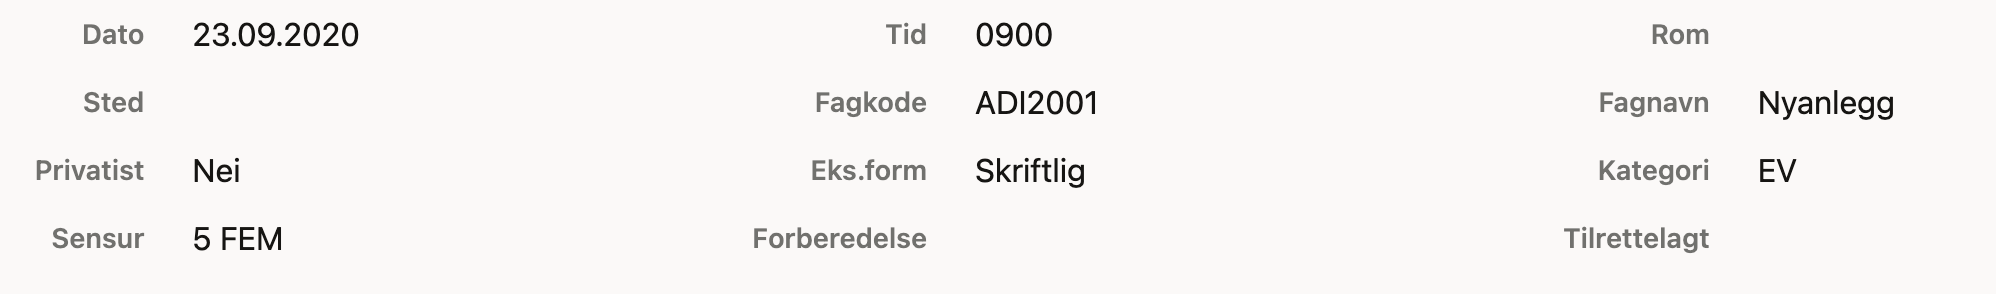 Dato 23.09.2020 Tid 0900 Rom
Sted Fagkode ADI2001 Fagnavn Nyanlegg
Privatist Nei Eks.form Skriftlig Kategori EV
Sensur 5 FEM Forberedelse Tilrettelagt